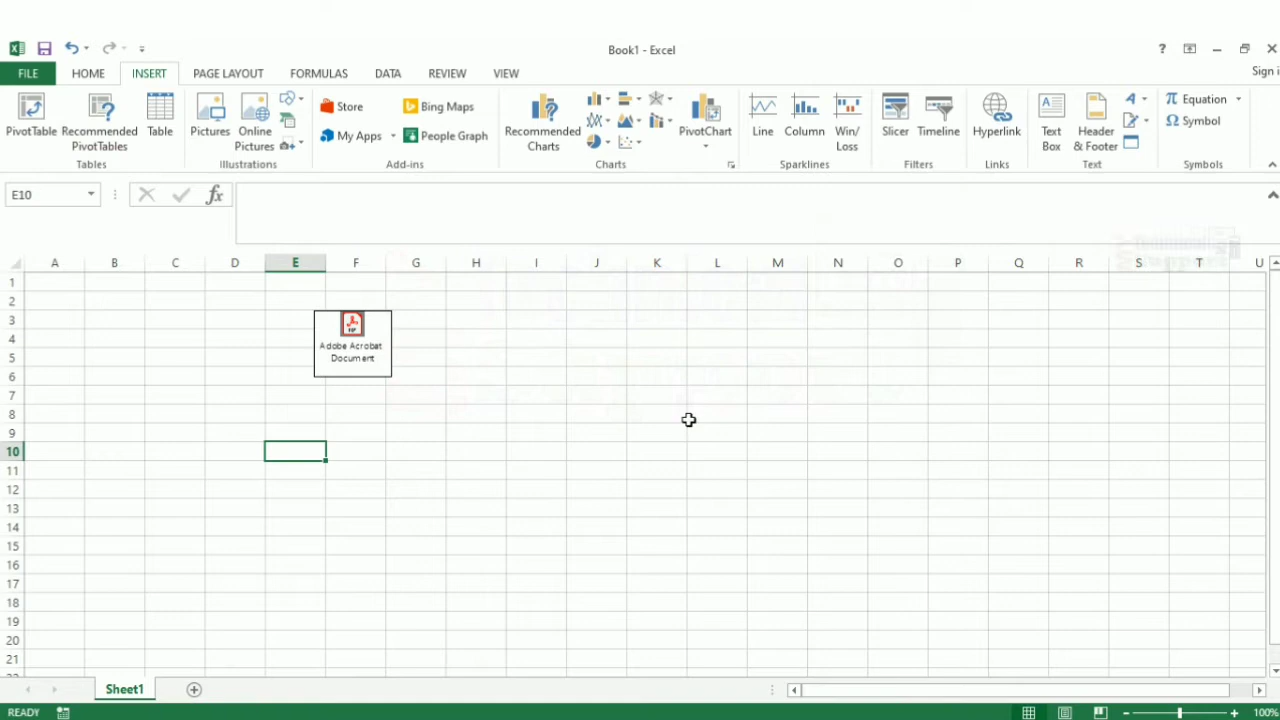 Book1 - Excel
?
Sign i
FILE HOME INSERT PAGE LAYOUT FORMULAS DATA REVIEW VIEW
PivotTable
Recommended
PivotTables
Table
Tables
Pictures
Online
Pictures
Illustrations
Store
My Apps
Bing Maps
People Graph
Add-ins
Recommended
Charts
PivotChart
Charts
Line
Column
Win/
Loss
Sparklines
Slicer
Timeline
Filters
Hyperlink
Links
Text
Box
Header
& Footer
Text
π Equation
Ω Symbol
Symbols
E10
fx
A B C D E F G H I J K L M N O P Q R S T U
1
2
3
4
5
6
7
8
9
10
11
12
13
14
15
16
17
18
19
20
21
Adobe Acrobat
Document
Sheet1
READY
100%